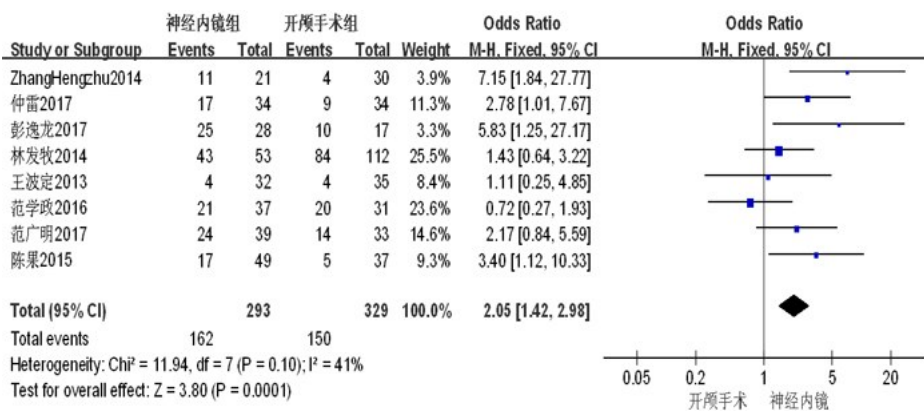 神经内镜组 开颅手术组 Odds Ratio Odds Ratio
Study or Subgroup Events Total Events Total Weight M-H. Fixed. 95% CI M-H. Fixed. 95% CI
ZhangHengzhu2014 11 21 4 30 3.9% 7.15 [1.84, 27.77]
仲雷2017 17 34 9 34 11.3% 2.78 [1.01, 7.67]
彭逸龙2017 25 28 10 17 3.3% 5.83 [1.25, 27.17]
林发牧2014 43 53 84 112 25.5% 1.43 [0.64, 3.22]
王波定2013 4 32 4 35 8.4% 1.11 [0.25, 4.85]
范学政2016 21 37 20 31 23.6% 0.72 [0.27, 1.93]
范广明2017 24 39 14 33 14.6% 2.17 [0.84, 5.59]
陈果2015 17 49 5 37 9.3% 3.40 [1.12, 10.33]
Total (95% CI) 293 329 100.0% 2.05 [1.42, 2.98]
Total events 162 150
Heterogeneity: Chi² = 11.94, df = 7 (P = 0.10); I² = 41%
Test for overall effect: Z = 3.80 (P = 0.0001)
0.05 0.2 1 5 20
开颅手术 神经内镜